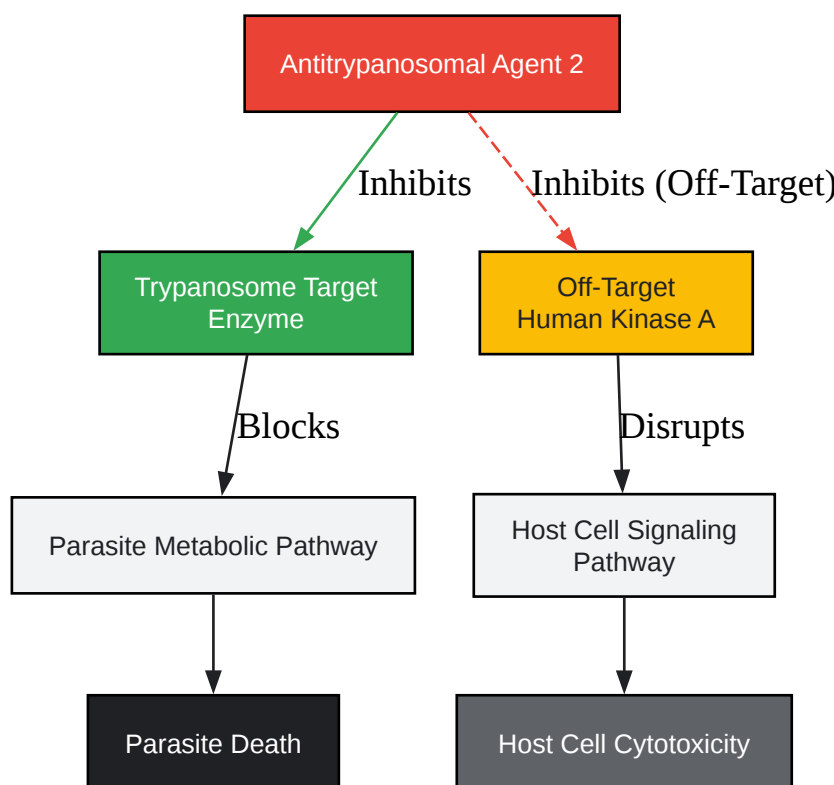 Antitrypanosomal Agent 2
Inhibits
Inhibits (Off-Target)
Trypanosome Target
Enzyme
Off-Target
Human Kinase A
Blocks
Disrupts
Parasite Metabolic Pathway
Host Cell Signaling
Pathway
Parasite Death
Host Cell Cytotoxicity